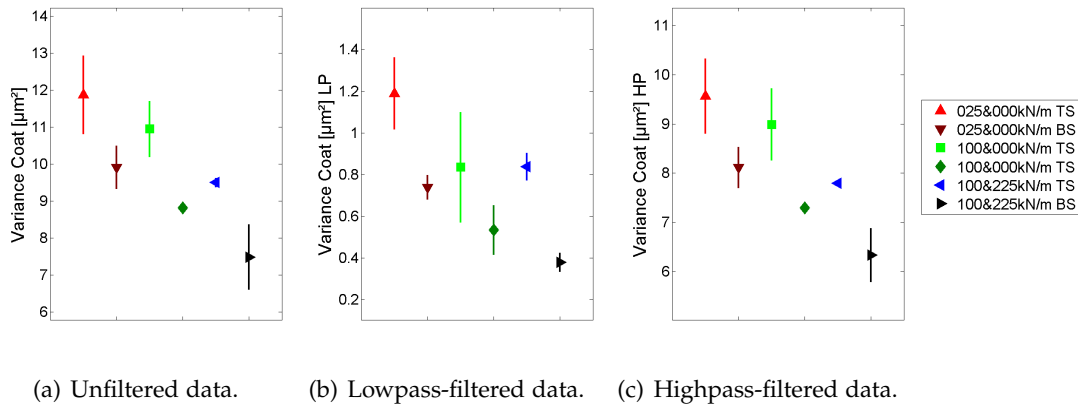 14
13
12
11
10
9
8
7
6
Variance Coat [µm²]
1.4
1.2
1
0.8
0.6
0.4
0.2
Variance Coat [µm²] LP
10
9
8
7
6
Variance Coat [µm²] HP
025&000kN/m TS
025&000kN/m BS
100&000kN/m TS
100&000kN/m TS
100&225kN/m TS
100&225kN/m BS
(a) Unfiltered data.
(b) Lowpass-filtered data.
(c) Highpass-filtered data.